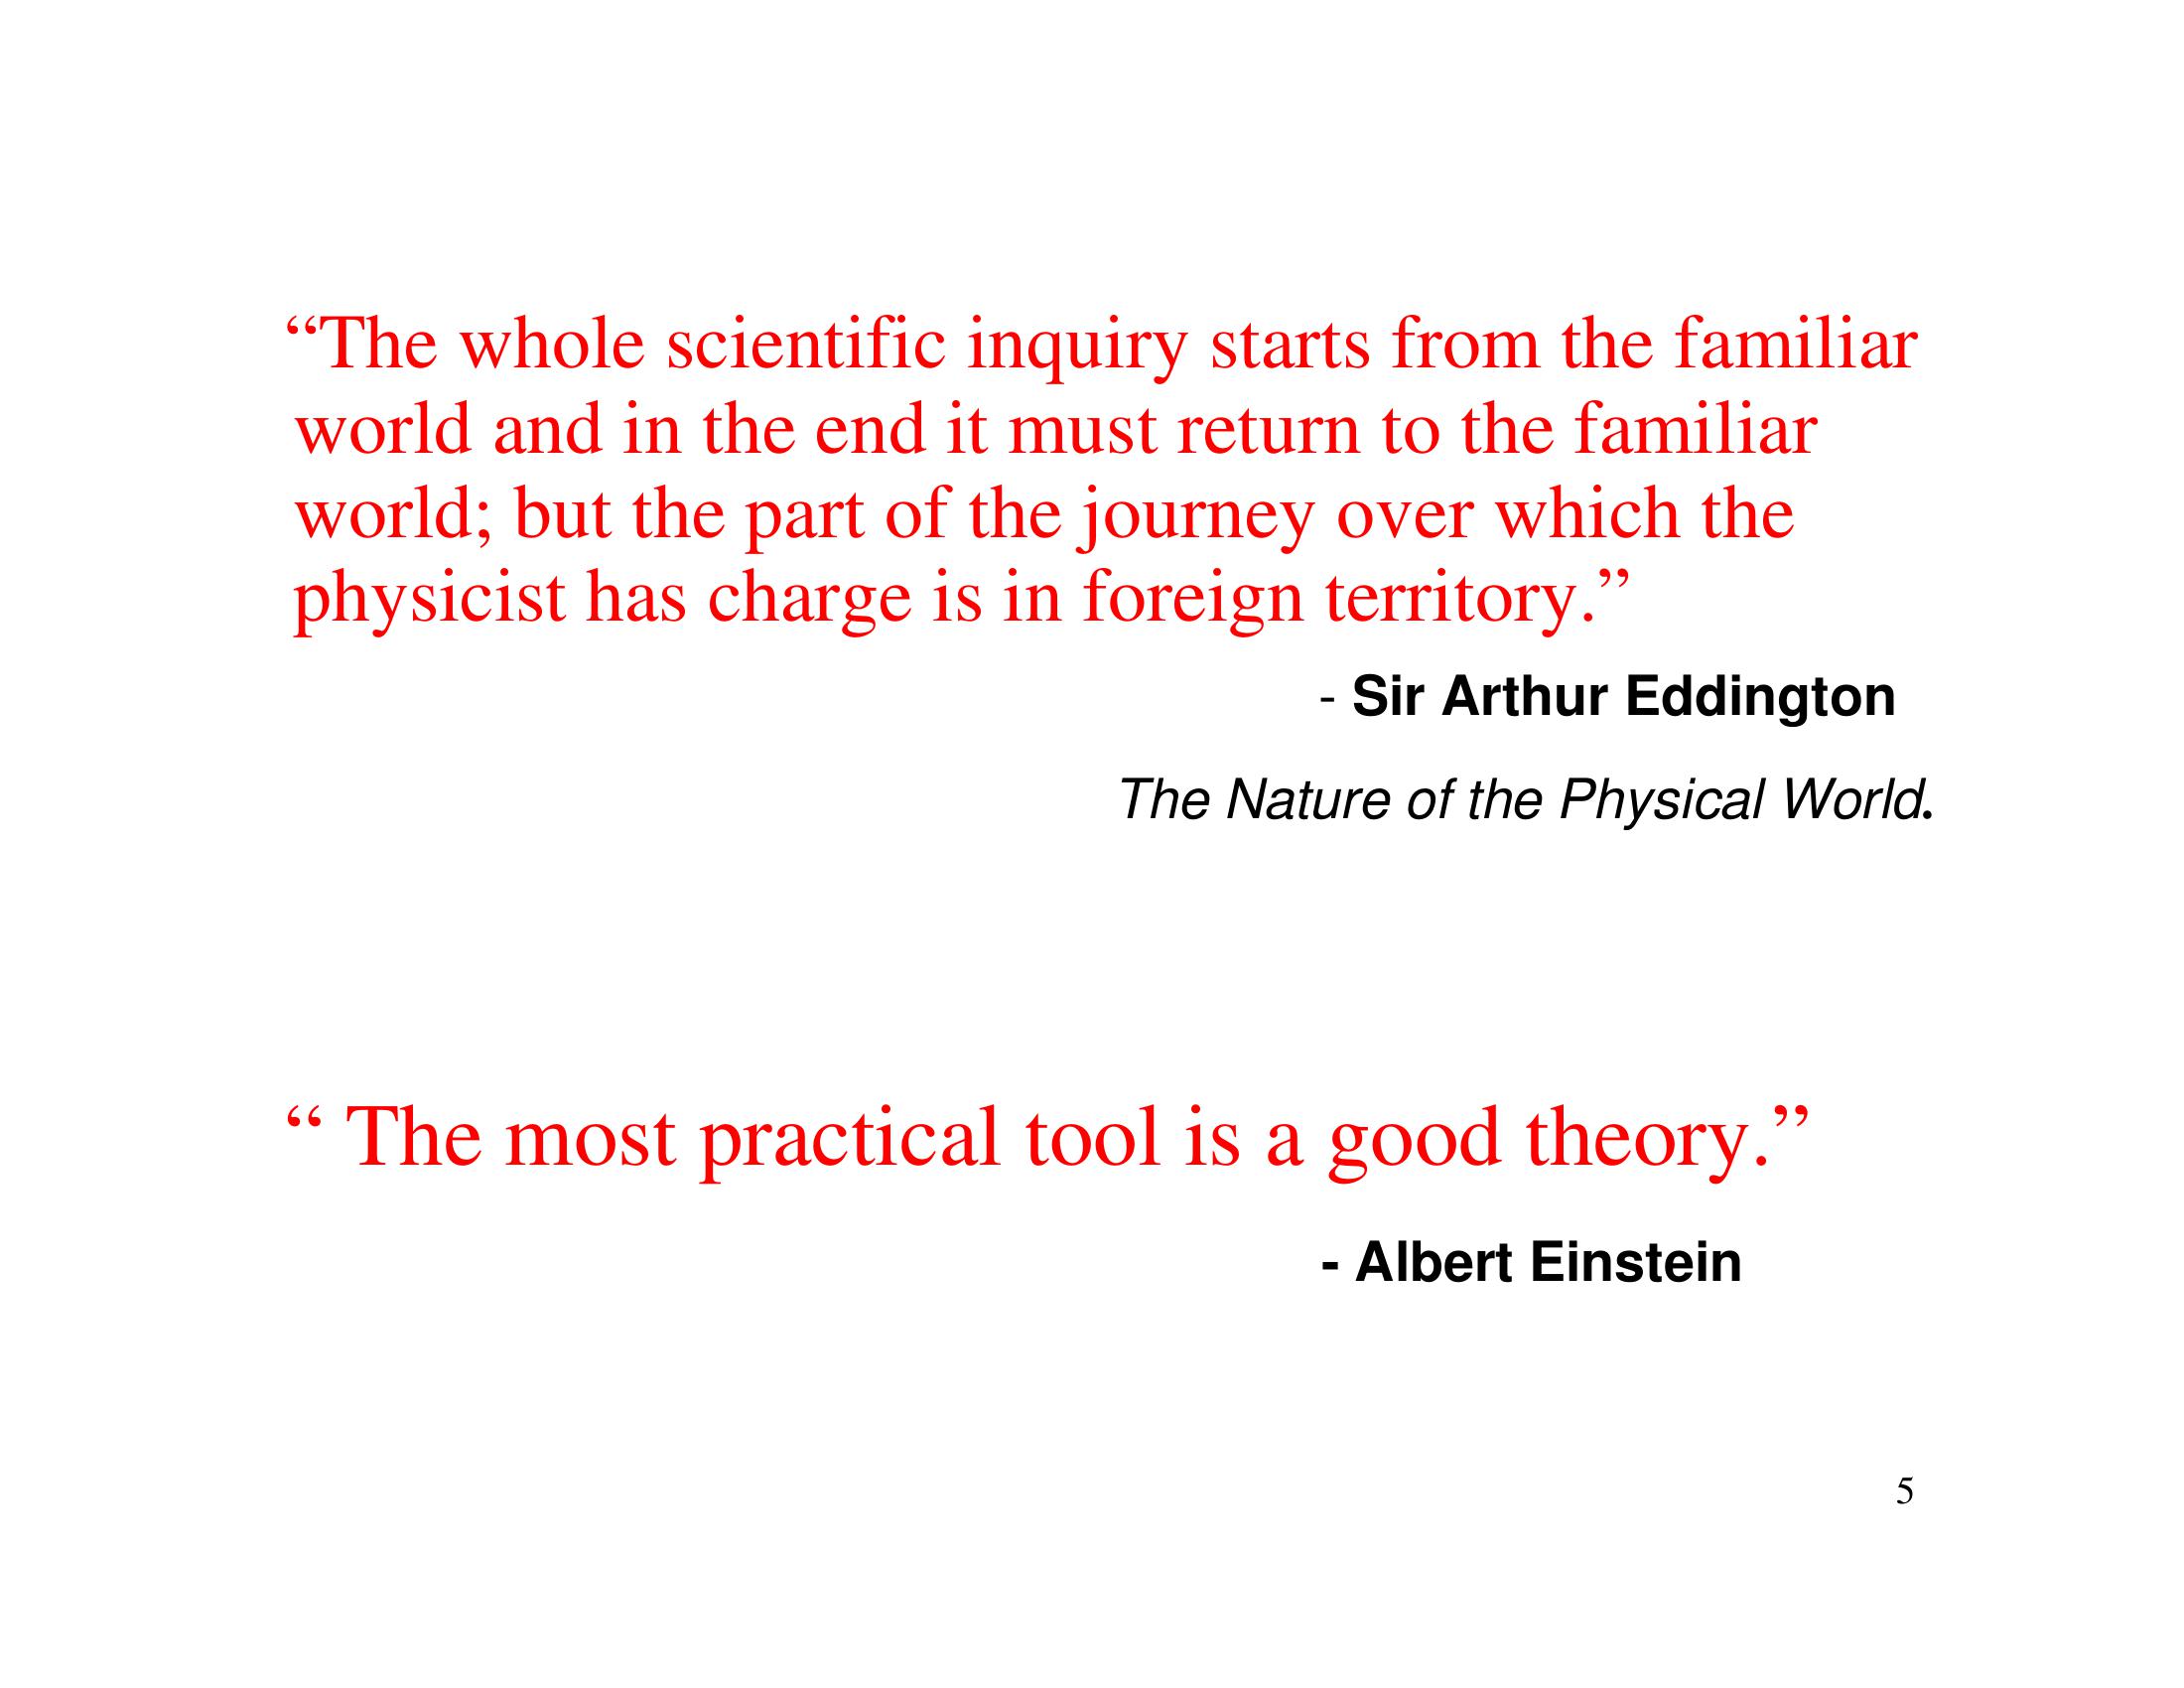 “The whole scientific inquiry starts from the familiar
world and in the end it must return to the familiar
world; but the part of the journey over which the
physicist has charge is in foreign territory.”
- Sir Arthur Eddington
The Nature of the Physical World.
“ The most practical tool is a good theory.”
- Albert Einstein
5